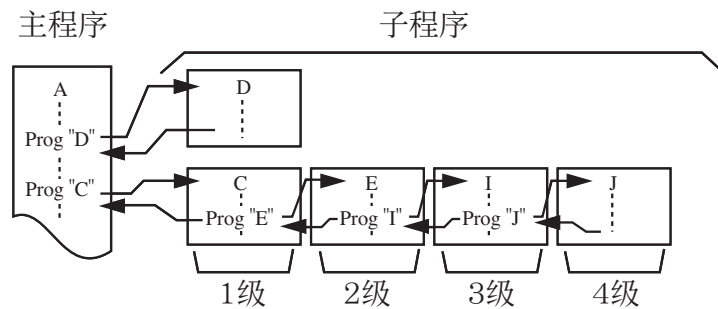 主程序
子程序
A
D
Prog "D"
Prog "C"
C
E
I
J
Prog "E"
Prog "I"
Prog "J"
1级
2级
3级
4级